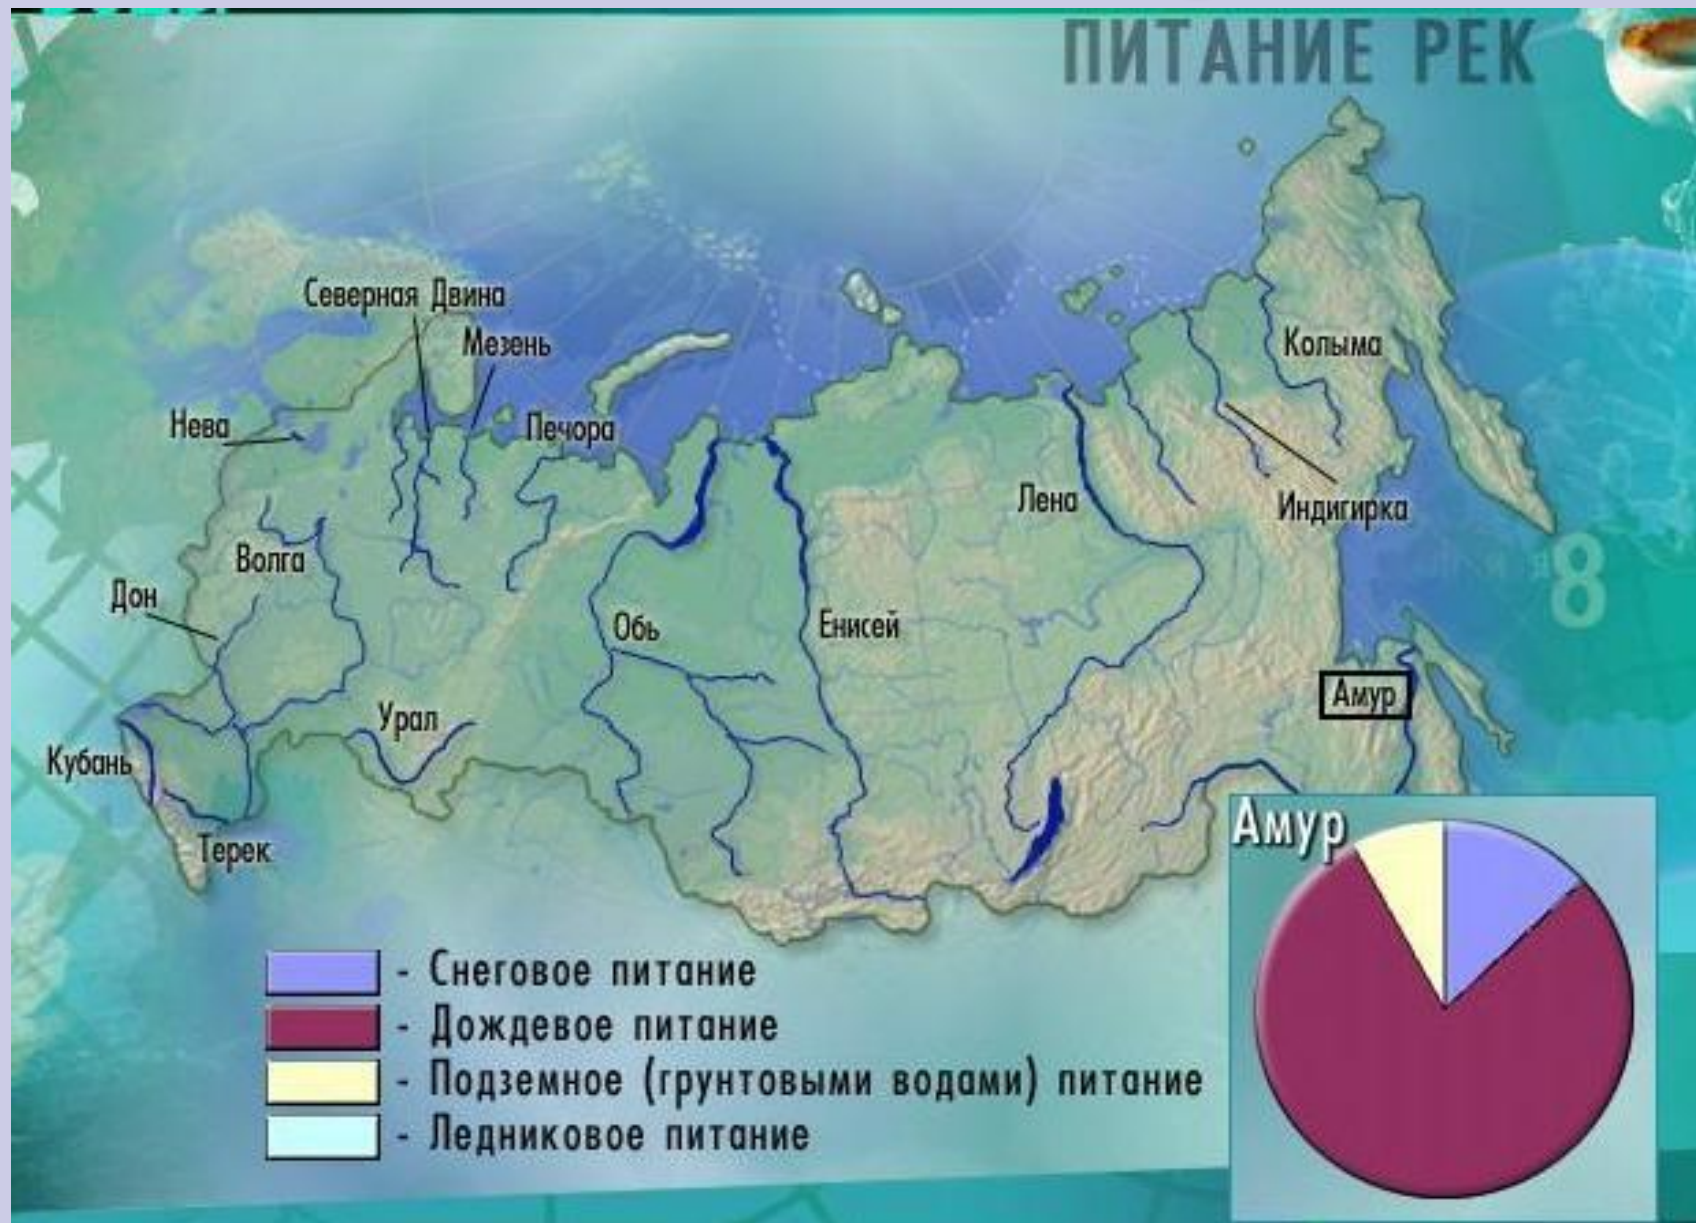 ПИТАНИЕ РЕК
Северная Двина
Мезень
Колыма
Нева
Печора
Лена
Индигирка
Волга
8
Дон
Обь
Енисей
Амур
Урал
Кубань
Терек
Амур
- Снеговое питание
- Дождевое питание
- Подземное (грунтовыми водами) питание
- Ледниковое питание